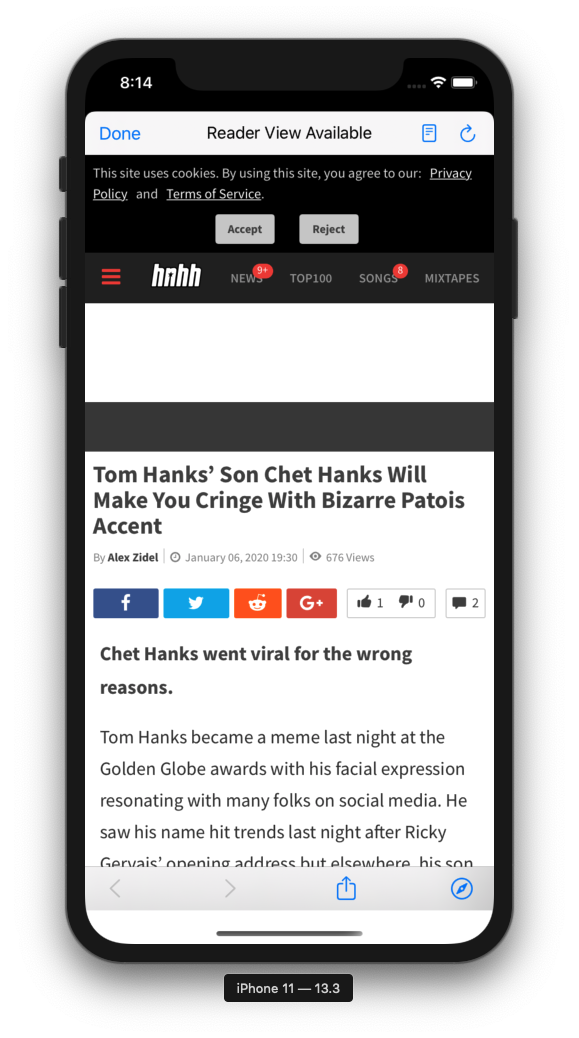 8:14
Done Reader View Available
This site uses cookies. By using this site, you agree to our: Privacy
Policy and Terms of Service.
Accept Reject
hnhh NEWS 9+ TOP100 SONGS 8 MIXTAPES
Tom Hanks’ Son Chet Hanks Will
Make You Cringe With Bizarre Patois
Accent
By Alex Zidel January 06, 2020 19:30 676 Views
f G+ 1 0 2
Chet Hanks went viral for the wrong
reasons.
Tom Hanks became a meme last night at the
Golden Globe awards with his facial expression
resonating with many folks on social media. He
saw his name hit trends last night after Ricky
Gervais’ opening address but elsewhere, his son
iPhone 11 — 13.3